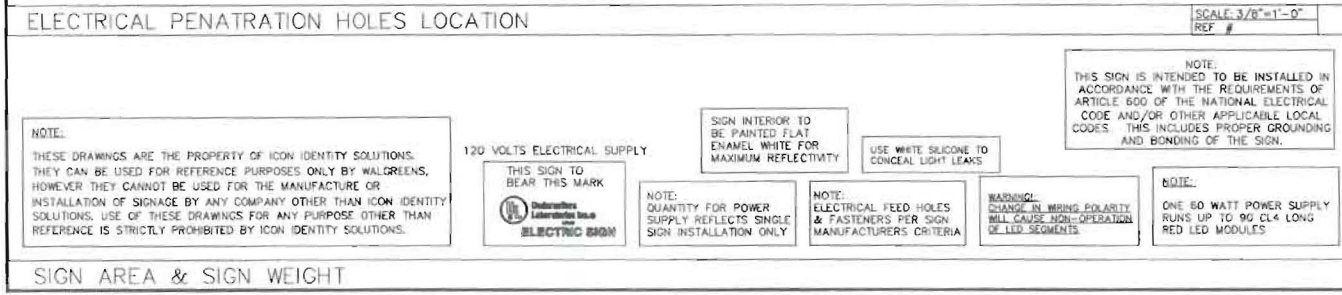 ELECTRICAL PENATRATION HOLES LOCATION
SCALE: 3/8"=1'-0"
REF #
NOTE:
THIS SIGN IS INTENDED TO BE INSTALLED IN
ACCORDANCE WITH THE REQUIREMENTS OF
ARTICLE 600 OF THE NATIONAL ELECTRICAL
CODE AND/OR OTHER APPLICABLE LOCAL
CODES. THIS INCLUDES PROPER GROUNDING
AND BONDING OF THE SIGN.
NOTE:
THESE DRAWINGS ARE THE PROPERTY OF ICON IDENTITY SOLUTIONS.
THEY CAN BE USED FOR REFERENCE PURPOSES ONLY BY WALGREENS,
HOWEVER THEY CANNOT BE USED FOR THE MANUFACTURE OR
INSTALLATION OF SIGNAGE BY ANY COMPANY OTHER THAN ICON IDENTITY
SOLUTIONS. USE OF THESE DRAWINGS FOR ANY PURPOSE OTHER THAN
REFERENCE IS STRICTLY PROHIBITED BY ICON IDENTITY SOLUTIONS.
120 VOLTS ELECTRICAL SUPPLY
THIS SIGN TO
BEAR THIS MARK
UL
Underwriters
Laboratories Inc.®
ELECTRIC SIGN
SIGN INTERIOR TO
BE PAINTED FLAT
ENAMEL WHITE FOR
MAXIMUM REFLECTIVITY
USE WHITE SILICONE TO
CONCEAL LIGHT LEAKS
NOTE:
QUANTITY FOR POWER
SUPPLY REFLECTS SINGLE
SIGN INSTALLATION ONLY
NOTE:
ELECTRICAL FEED HOLES
& FASTENERS PER SIGN
MANUFACTURERS CRITERIA
WARNING!:
CHANGE IN WIRING POLARITY
WILL CAUSE NON-OPERATION
OF LED SEGMENTS
NOTE:
ONE 60 WATT POWER SUPPLY
RUNS UP TO 90 CL4 LONG
RED LED MODULES
SIGN AREA & SIGN WEIGHT